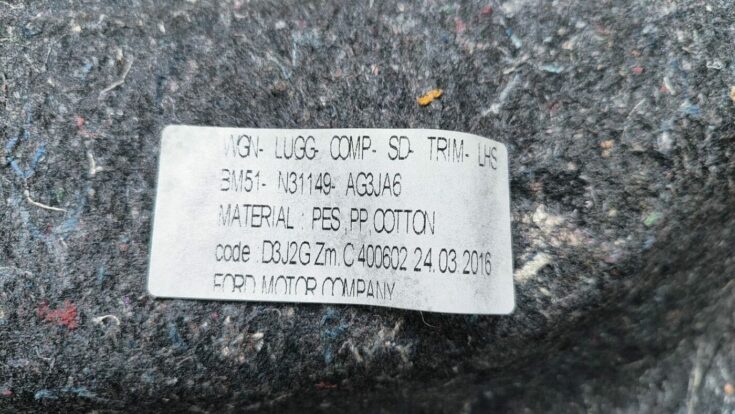 WGN- LUGG- COMP- SD- TRIM- LHS
BM51- N31149- AG3JA6
MATERIAL : PES,PP,COTTON
code : D3J2G Zm. C 400602 24.03.2016
FORD MOTOR COMPANY